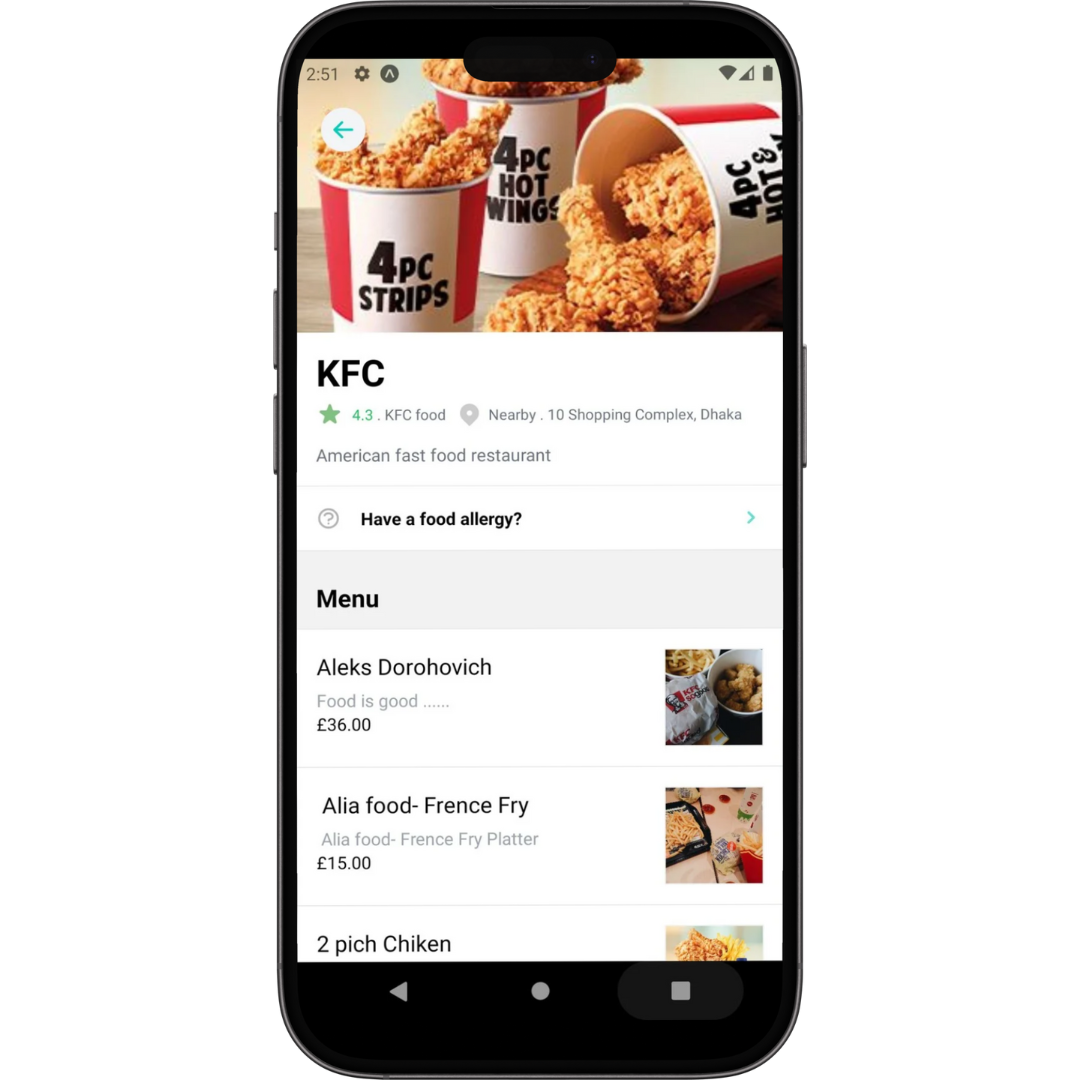 2:51
4PC
HOT
WINGS
4PC
HOT &
4PC
STRIPS
KFC
4.3 . KFC food Nearby . 10 Shopping Complex, Dhaka
American fast food restaurant
Have a food allergy?
Menu
Aleks Dorohovich
Food is good ......
£36.00
KFC
Alia food- Frence Fry
Alia food- Frence Fry Platter
£15.00
2 pich Chiken